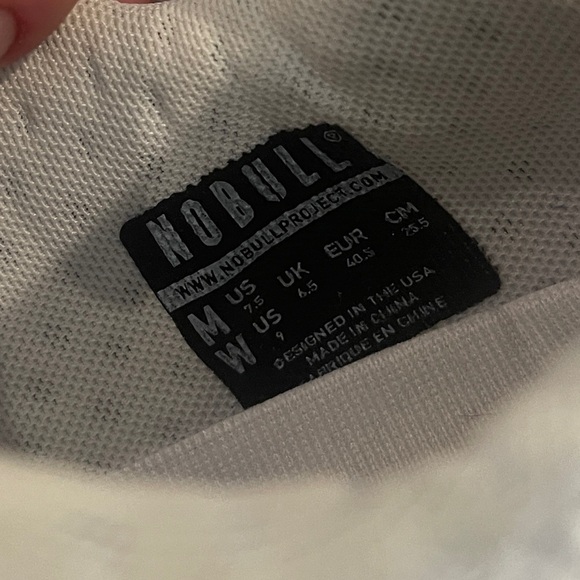 NOBULL®
WWW.NOBULLPROJECT.COM
M US UK EUR CM
7.5 6.5 40.5 25.5
W US
9
DESIGNED IN THE USA
MADE IN CHINA
FABRIQUE EN CHINE